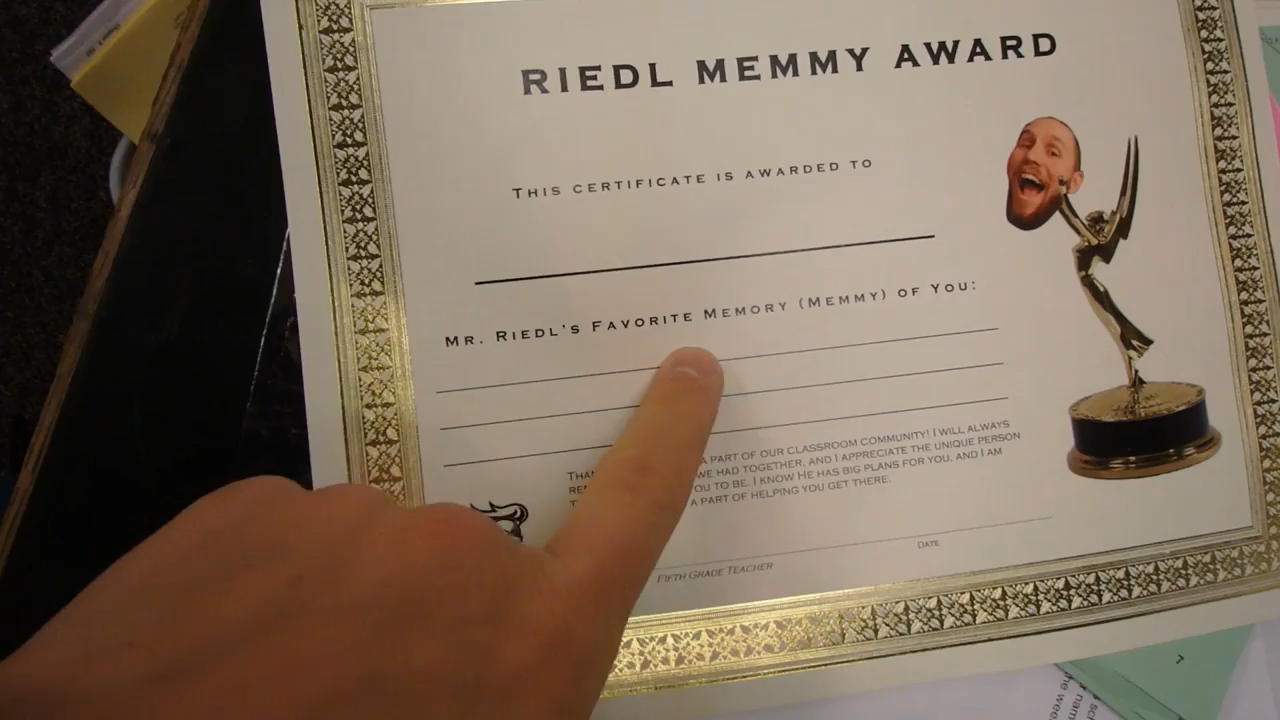 RIEDL MEMMY AWARD
THIS CERTIFICATE IS AWARDED TO
MR. RIEDL'S FAVORITE MEMORY (MEMMY) OF YOU:
A PART OF OUR CLASSROOM COMMUNITY! I WILL ALWAYS
WE HAD TOGETHER, AND I APPRECIATE THE UNIQUE PERSON
OU TO BE. I KNOW HE HAS BIG PLANS FOR YOU, AND I AM
A PART OF HELPING YOU GET THERE.
DATE
FIFTH GRADE TEACHER